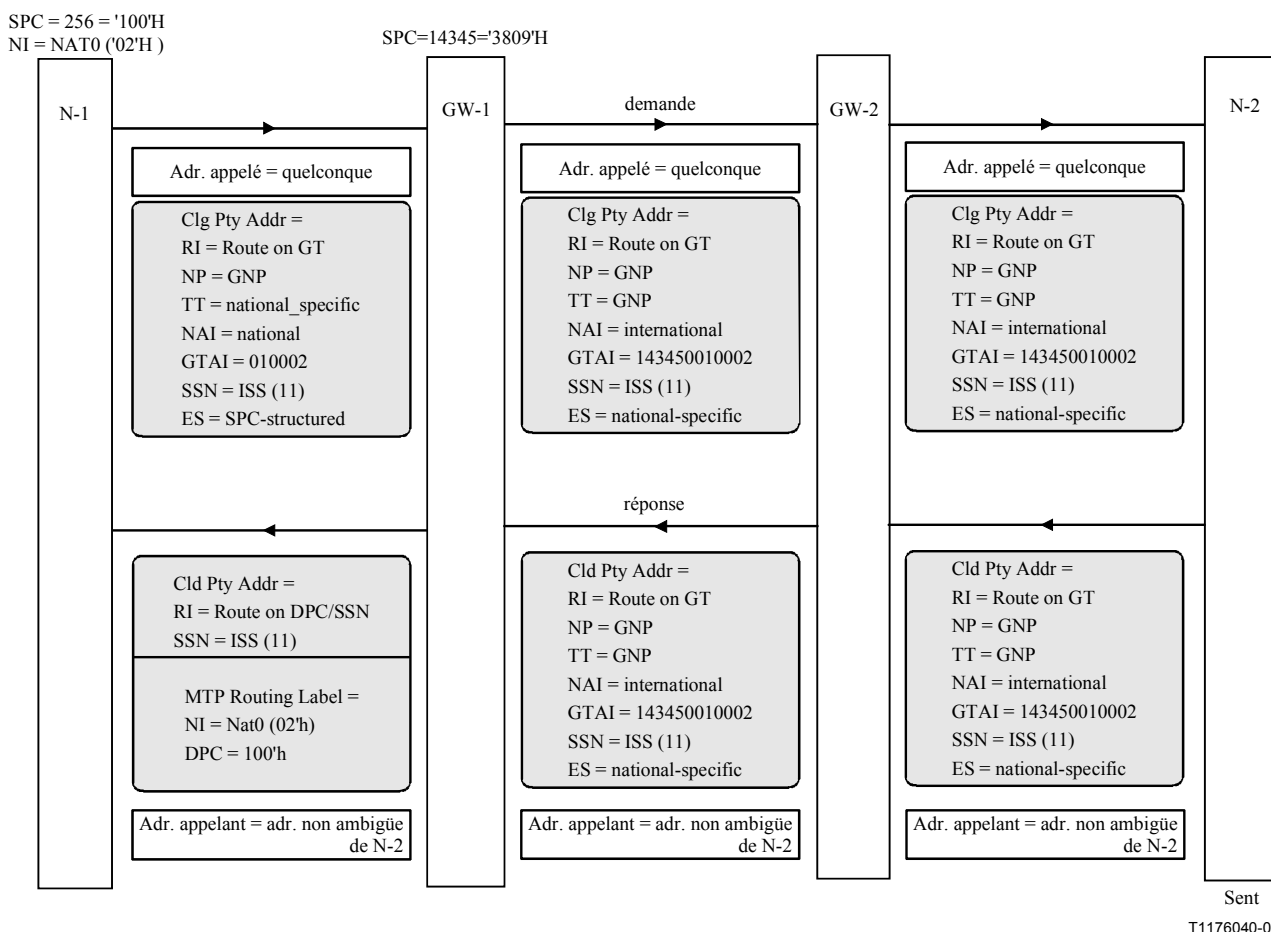 SPC = 256 = '100'H
NI = NAT0 ('02'H )
SPC=14345='3809'H
N-1
GW-1
demande
GW-2
N-2
Adr. appelé = quelconque
Clg Pty Addr =
RI = Route on GT
NP = GNP
TT = national_specific
NAI = national
GTAI = 010002
SSN = ISS (11)
ES = SPC-structured
Adr. appelé = quelconque
Clg Pty Addr =
RI = Route on GT
NP = GNP
TT = GNP
NAI = international
GTAI = 143450010002
SSN = ISS (11)
ES = national-specific
Adr. appelé = quelconque
Clg Pty Addr =
RI = Route on GT
NP = GNP
TT = GNP
NAI = international
GTAI = 143450010002
SSN = ISS (11)
ES = national-specific
réponse
Cld Pty Addr =
RI = Route on DPC/SSN
SSN = ISS (11)
MTP Routing Label =
NI = Nat0 (02'h)
DPC = 100'h
Adr. appelant = adr. non ambigüe
de N-2
Cld Pty Addr =
RI = Route on GT
NP = GNP
TT = GNP
NAI = international
GTAI = 143450010002
SSN = ISS (11)
ES = national-specific
Adr. appelant = adr. non ambigüe
de N-2
Cld Pty Addr =
RI = Route on GT
NP = GNP
TT = GNP
NAI = international
GTAI = 143450010002
SSN = ISS (11)
ES = national-specific
Adr. appelant = adr. non ambigüe
de N-2
Sent
T1176040-0